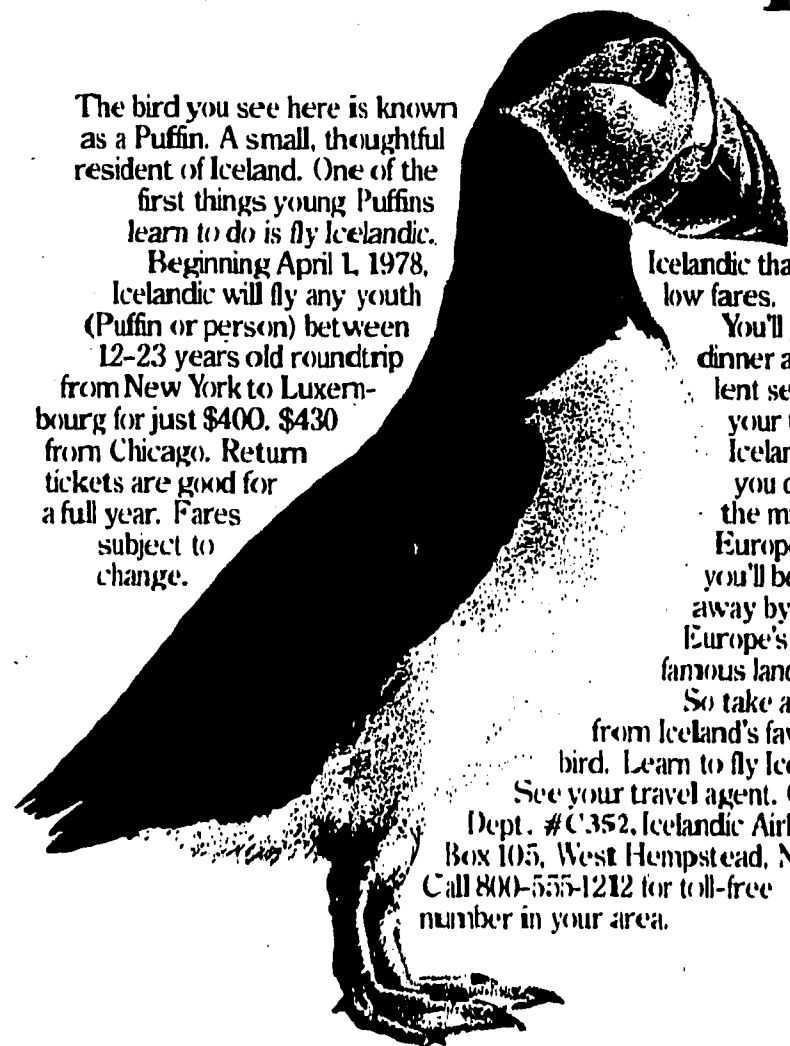 The bird you see here is known
as a Puffin. A small, thoughtful
resident of Iceland. One of the
first things young Puffins
learn to do is fly Icelandic.
Beginning April 1, 1978,
Icelandic will fly any youth
(Puffin or person) between
12-23 years old roundtrip
from New York to Luxem-
bourg for just $400. $430
from Chicago. Return
tickets are good for
a full year. Fares
subject to
change.
Icelandic tha
low fares.
You'll
dinner a
lent se
your
Icelan
you
the m
Europ
you'll be
away by
Europe's
famous land
So take a
from Iceland's fav
bird. Learn to fly Ice
See your travel agent.
Dept. #C352, Icelandic Airl
Box 105, West Hempstead, N
Call 800-555-1212 for toll-free
number in your area.